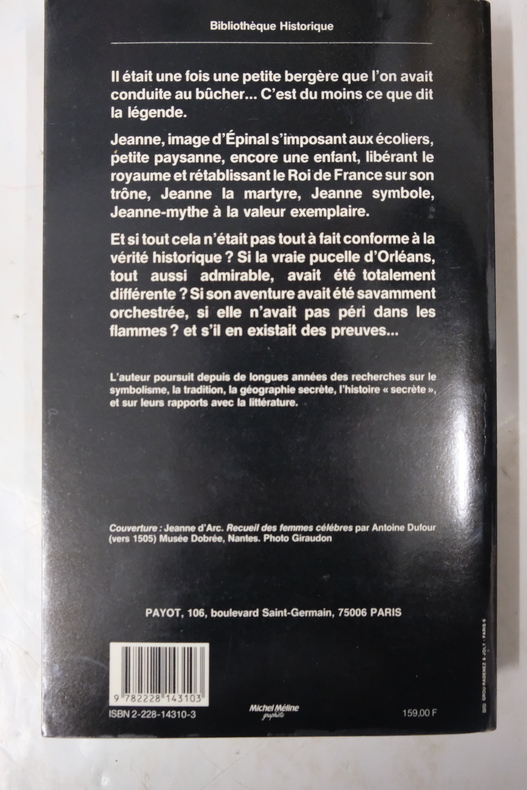 Bibliothèque Historique
Il était une fois une petite bergère que l'on avait
conduite au bûcher... C'est du moins ce que dit
la légende.
Jeanne, image d'Épinal s'imposant aux écoliers,
petite paysanne, encore une enfant, libérant le
royaume et rétablissant le Roi de France sur son
trône, Jeanne la martyre, Jeanne symbole,
Jeanne-mythe à la valeur exemplaire.
Et si tout cela n'était pas tout à fait conforme à la
vérité historique ? Si la vraie pucelle d'Orléans,
tout aussi admirable, avait été totalement
différente ? Si son aventure avait été savamment
orchestrée, si elle n'avait pas péri dans les
flammes ? et s'il en existait des preuves...
L'auteur poursuit depuis de longues années des recherches sur le
symbolisme, la tradition, la géographie secrète, l'histoire « secrète »,
et sur leurs rapports avec la littérature.
Couverture : Jeanne d'Arc. Recueil des femmes célèbres par Antoine Dufour
(vers 1505) Musée Dobrée, Nantes. Photo Giraudon
PAYOT, 106, boulevard Saint-Germain, 75006 PARIS
9 782228 143103
ISBN 2-228-14310-3
Michel Méline
graphiste
159,00 F